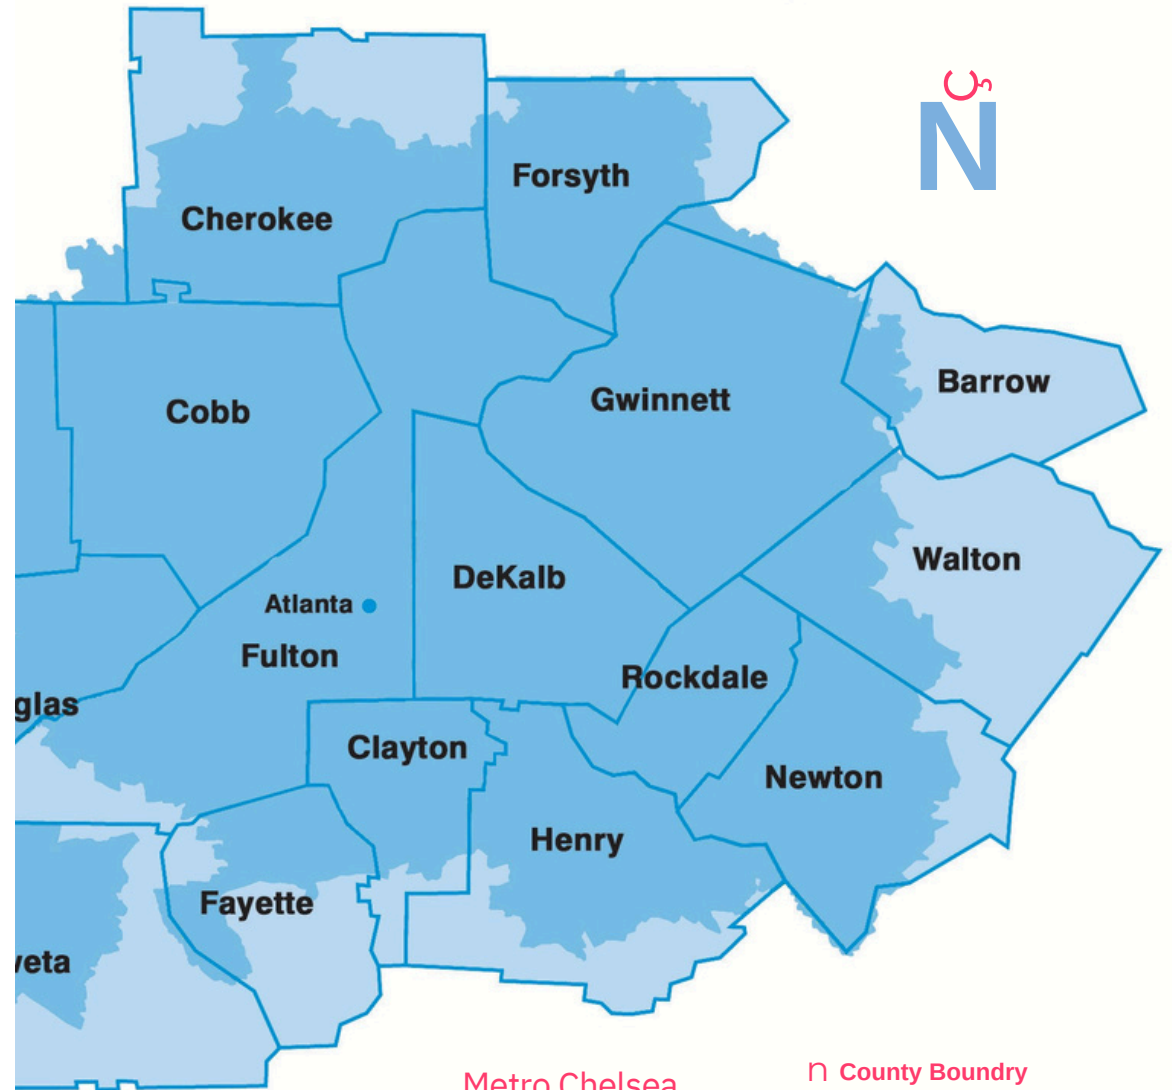 N
Forsyth
Cherokee
Barrow
Gwinnett
Cobb
Walton
DeKalb
Atlanta
Fulton
Rockdale
glas
Clayton
Newton
Henry
Fayette
veta
Metro Chelsea
n County Boundry